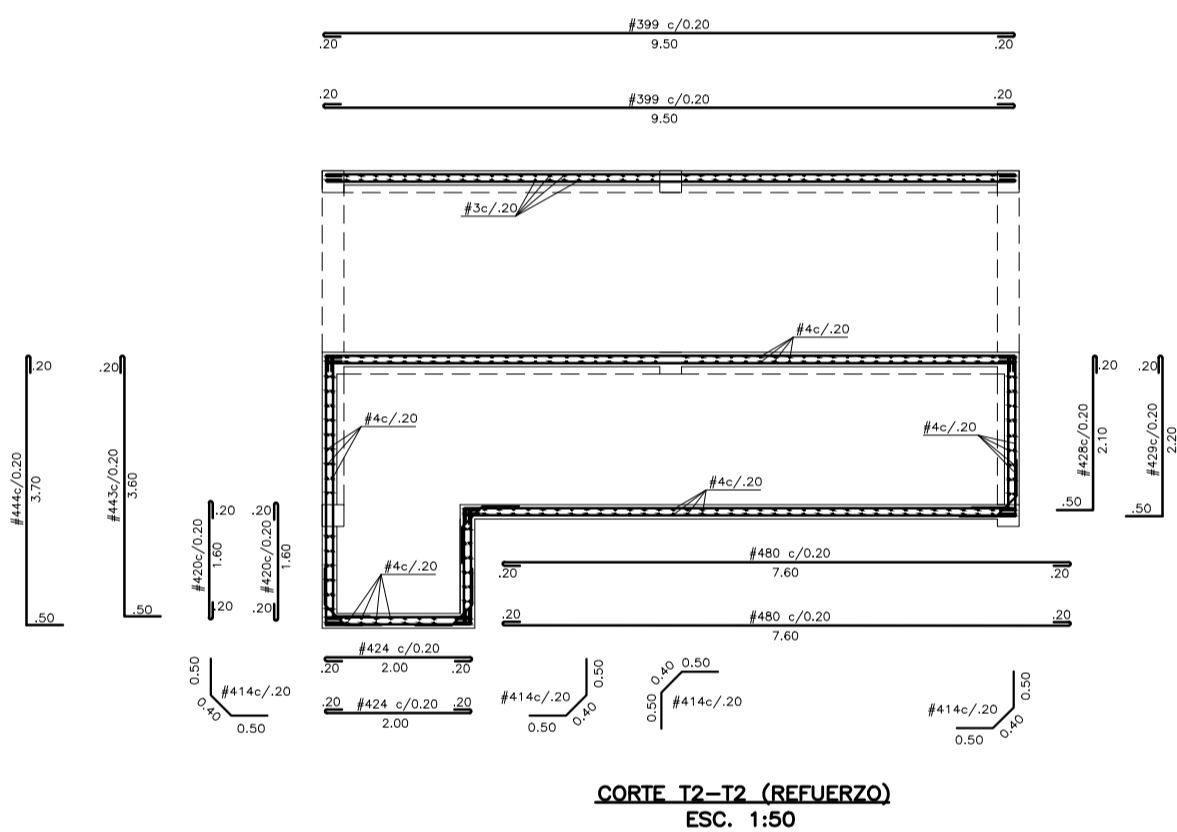 #399 c/0.20
.20 9.50 .20
.20 #399 c/0.20 .20
9.50
#3c/.20
#4c/.20
.20
#444c/0.20
3.70
.50
.20
#443c/0.20
3.60
.50
.20
#420c/0.20
1.60
.20
.20
#420c/0.20
1.60
.20
#4c/.20
#4c/.20
#4c/.20
#4c/.20
.20
#428c/0.20
2.10
.50
.20
#429c/0.20
2.20
.50
#480 c/0.20
.20 7.60 .20
.20 #480 c/0.20 .20
7.60
#424 c/0.20
.20 2.00 .20
.20 #424 c/0.20 .20
2.00
0.50
#414c/.20
0.40
0.50
0.50
#414c/.20
0.40
0.50
0.40 0.50
0.50
#414c/.20
0.50
#414c/.20
0.40
0.50
CORTE T2-T2 (REFUERZO)
ESC. 1:50